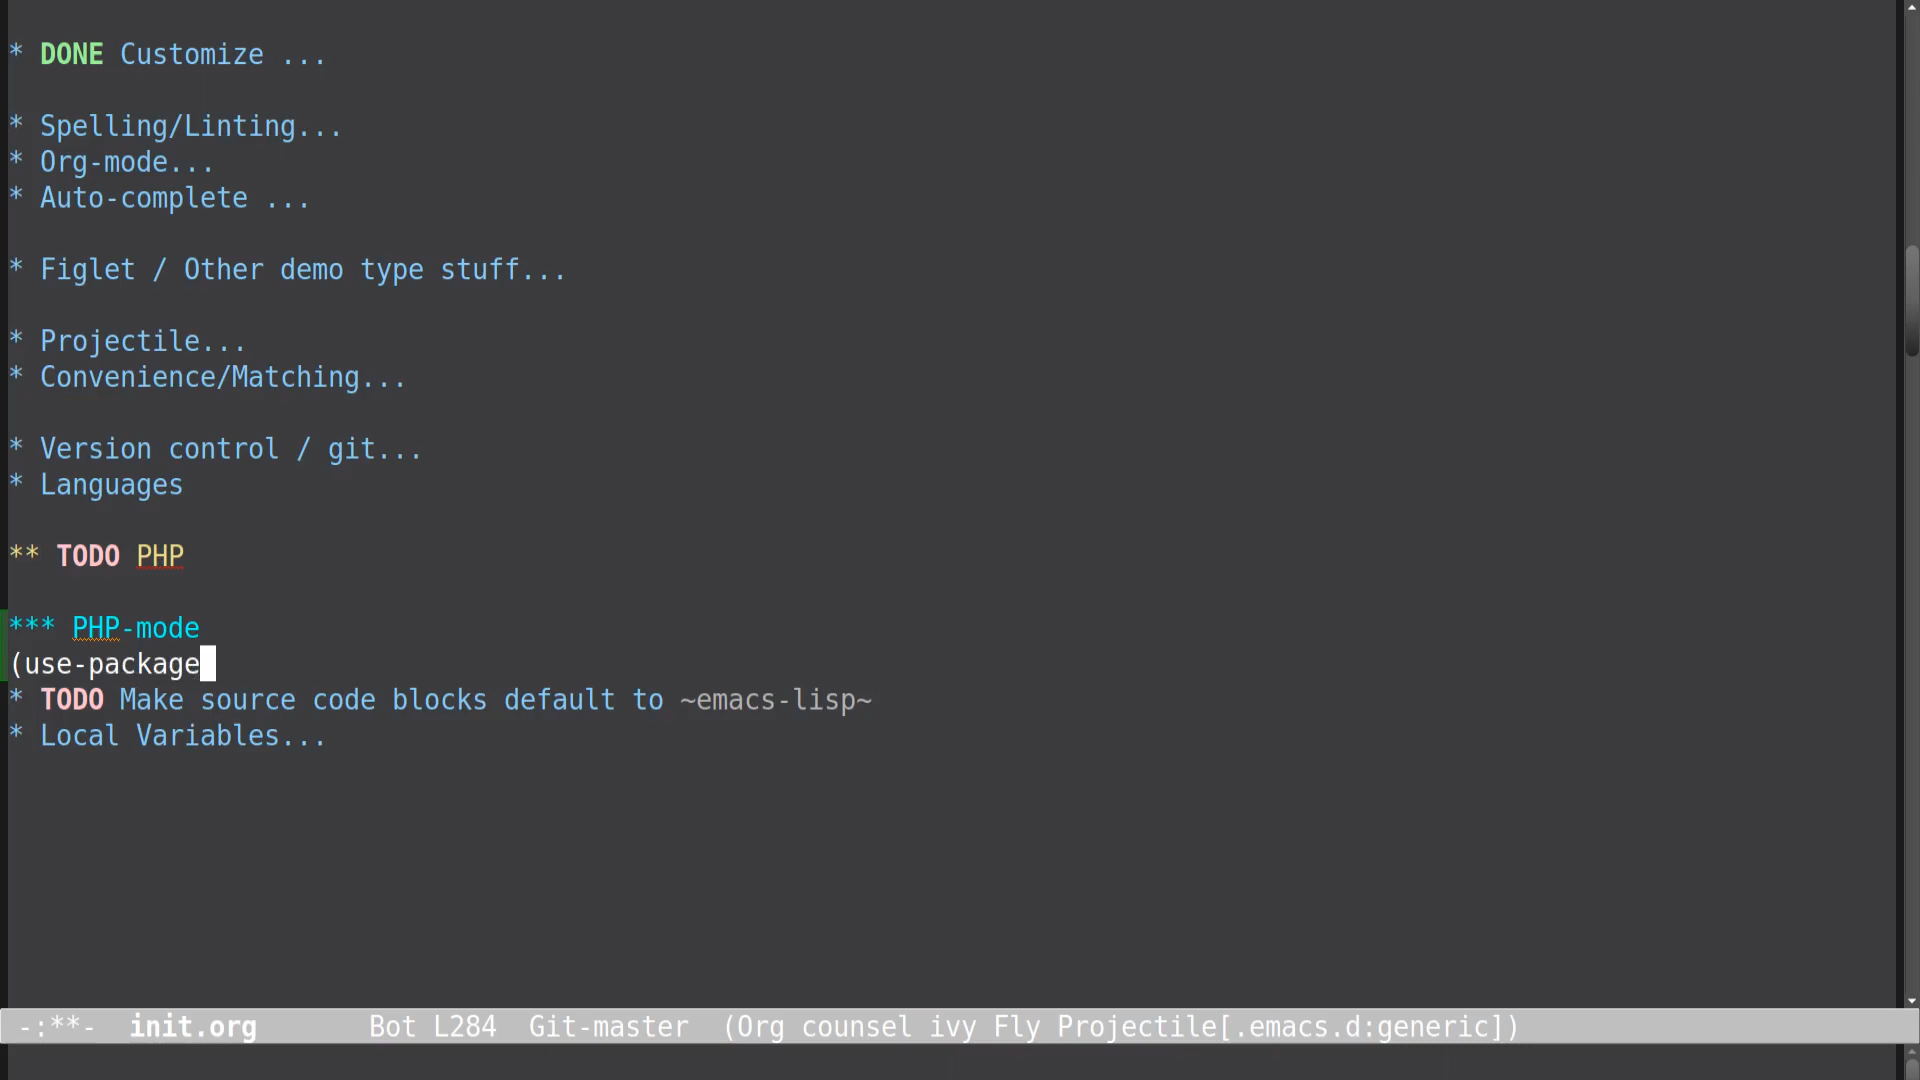 * DONE Customize ...
* Spelling/Linting...
* Org-mode...
* Auto-complete ...
* Figlet / Other demo type stuff...
* Projectile...
* Convenience/Matching...
* Version control / git...
* Languages
** TODO PHP
*** PHP-mode
(use-package
* TODO Make source code blocks default to ~emacs-lisp~
* Local Variables...
-:**-  init.org       Bot L284  Git-master  (Org counsel ivy Fly Projectile[.emacs.d:generic])